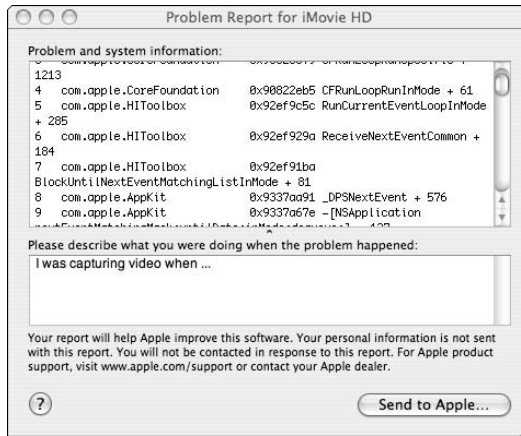 Problem Report for iMovie HD
Problem and system information:
1213
4 com.apple.CoreFoundation 0x90822eb5 CFRunLoopRunInMode + 61
5 com.apple.HIToolbox 0x92ef9c5c RunCurrentEventLoopInMode
+ 285
6 com.apple.HIToolbox 0x92ef929a ReceiveNextEventCommon +
184
7 com.apple.HIToolbox 0x92ef91ba
BlockUntilNextEventMatchingListInMode + 81
8 com.apple.AppKit 0x9337aa91 _DPSNextEvent + 576
9 com.apple.AppKit 0x9337a67e -[NSApplication
Please describe what you were doing when the problem happened:
I was capturing video when ...
Your report will help Apple improve this software. Your personal information is not sent
with this report. You will not be contacted in response to this report. For Apple product
support, visit www.apple.com/support or contact your Apple dealer.
?
Send to Apple...